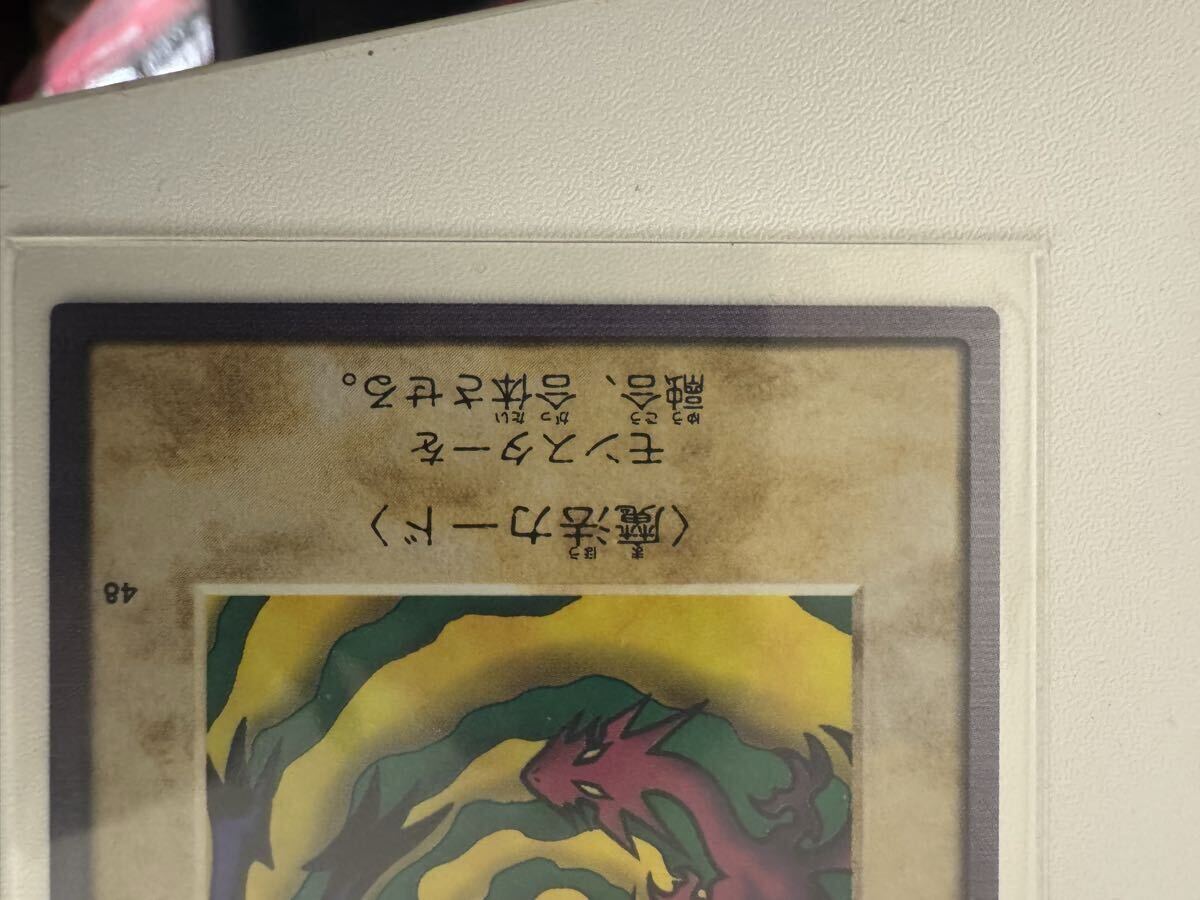 48
〈魔法カード〉
モンスターを
融合、合体させる。